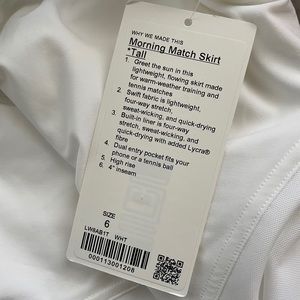 WHY WE MADE THIS
Morning Match Skirt
*Tall
1. Greet the sun in this
lightweight, flowing skirt made
for warm-weather training and
tennis matches
2. Swift fabric is lightweight,
four-way stretch,
sweat-wicking, and quick-drying
3. Built-in liner is four-way
stretch, sweat-wicking, and
quick-drying with added Lycra®
fibre
4. Dual entry pocket fits your
phone or a tennis ball
5. High rise
6. 4" inseam
SIZE
6
LW8AB1T WHT
000113001208